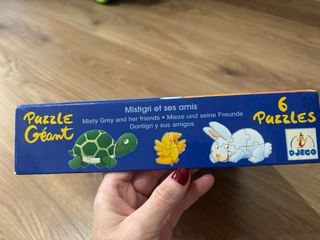 Puzzle
Géant
Mistigri et ses amis
Misty Grey and her friends • Mieze und seine Freunde
Dontigri y sus amigos
6
PUZZLES
DJECO